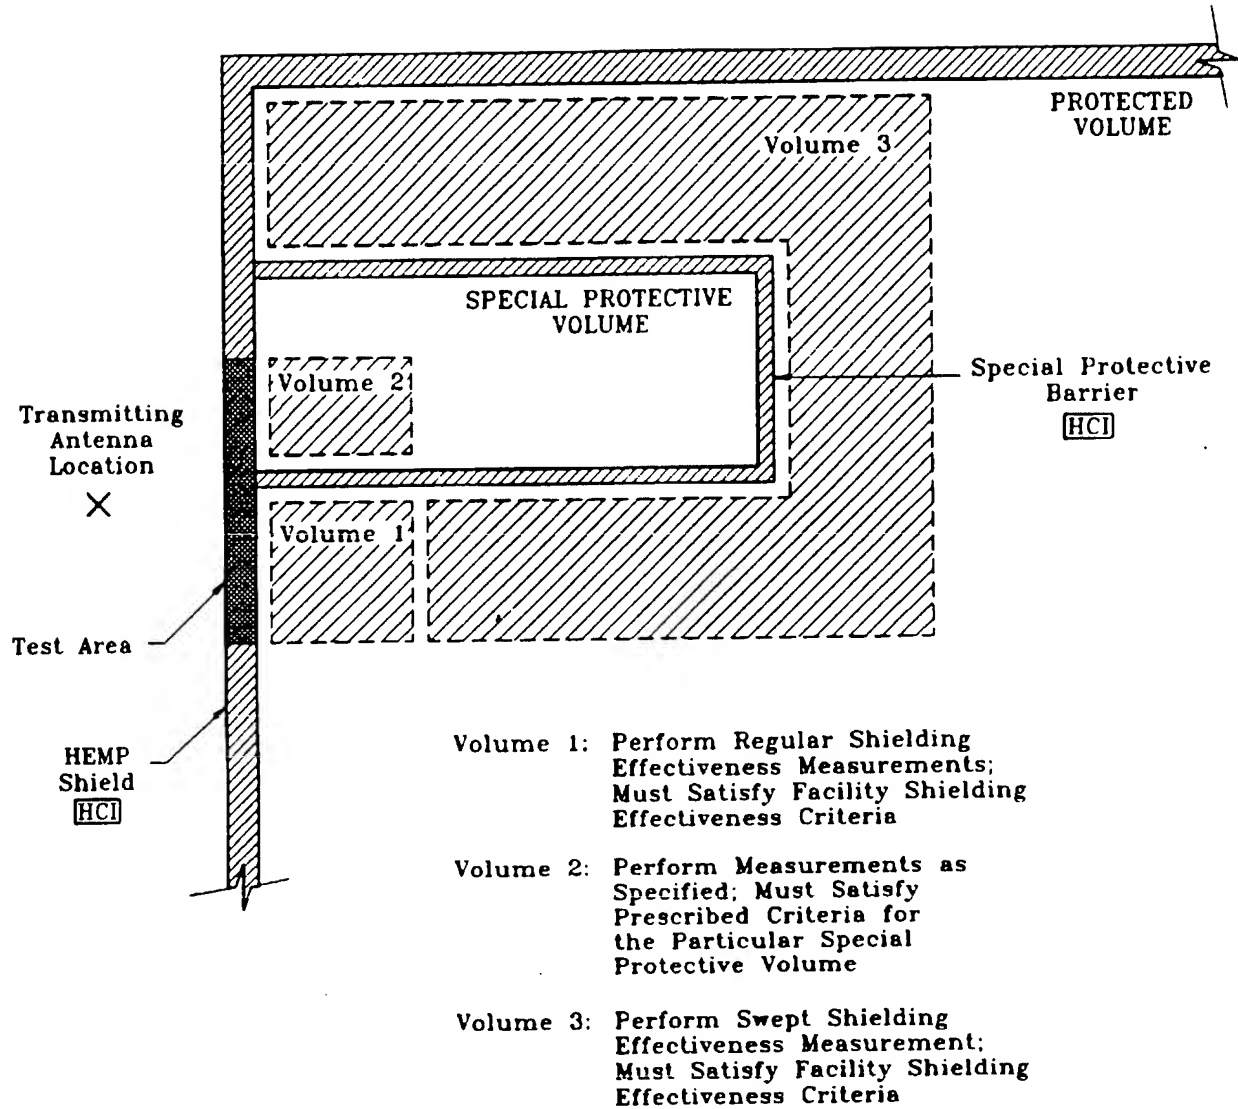 PROTECTED
VOLUME
Volume 3
SPECIAL PROTECTIVE
VOLUME
Volume 2
Special Protective
Barrier
HCI
Transmitting
Antenna
Location
Volume 1
Test Area
HEMP
Shield
HCI
Volume 1: Perform Regular Shielding
Effectiveness Measurements;
Must Satisfy Facility Shielding
Effectiveness Criteria
Volume 2: Perform Measurements as
Specified; Must Satisfy
Prescribed Criteria for
the Particular Special
Protective Volume
Volume 3: Perform Swept Shielding
Effectiveness Measurement;
Must Satisfy Facility Shielding
Effectiveness Criteria